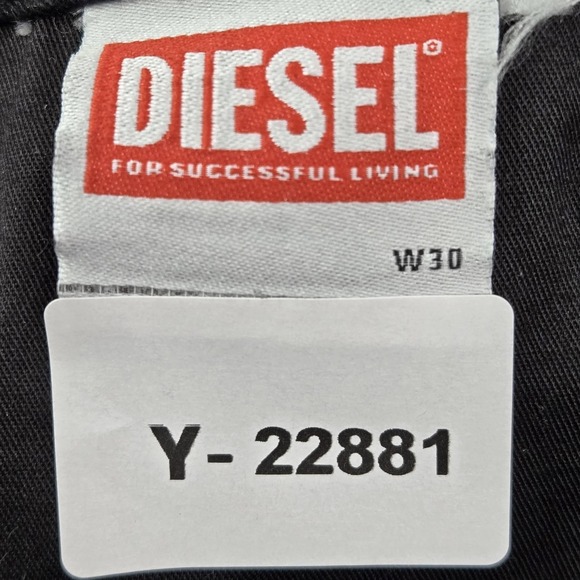 DIESEL®
FOR SUCCESSFUL LIVING
W30
Y- 22881